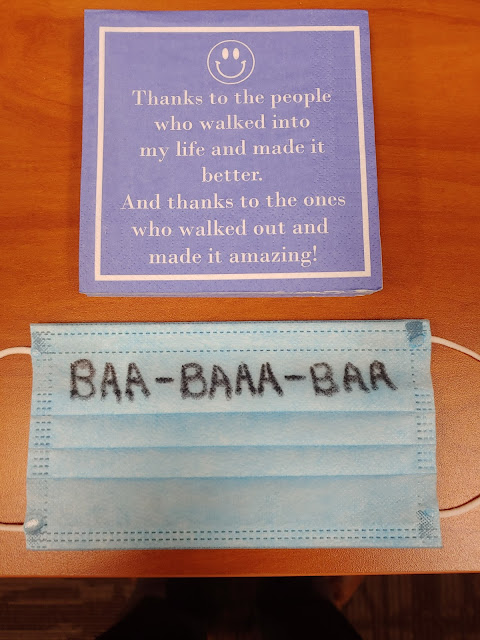 Thanks to the people
who walked into
my life and made it
better.
And thanks to the ones
who walked out and
made it amazing!
BAA-BAAA-BAA